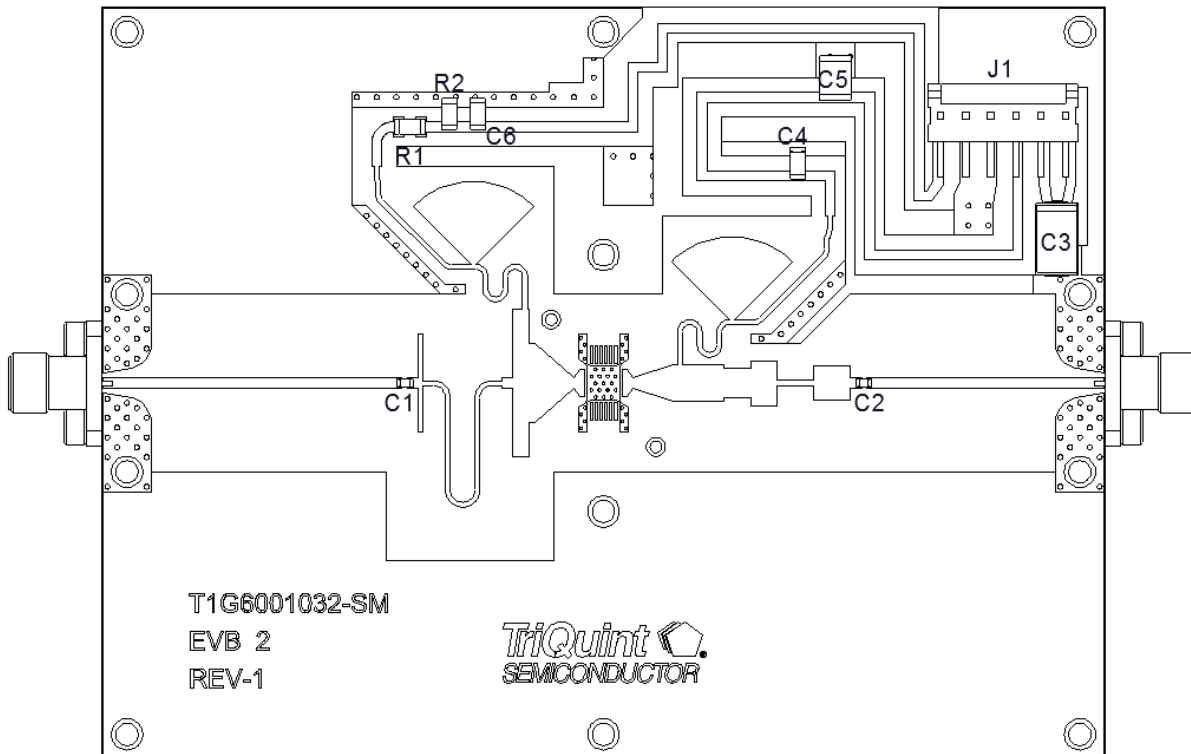 R2
C5
J1
C6
R1
C4
C3
C1
C2
T1G6001032-SM
EVB 2
REV-1
TriQuint
SEMICONDUCTOR